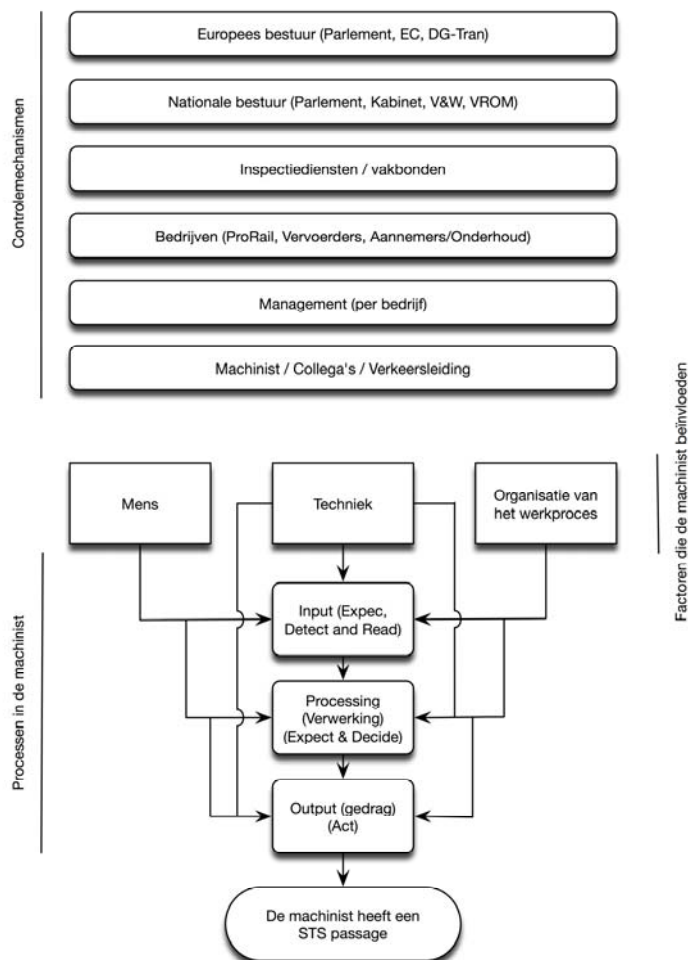 Controlemechanismen
Europees bestuur (Parlement, EC, DG-Tran)
Nationale bestuur (Parlement, Kabinet, V&W, VROM)
Inspectiediensten / vakbonden
Bedrijven (ProRail, Vervoerders, Aannemers/Onderhoud)
Management (per bedrijf)
Machinist / Collega's / Verkeersleiding
Factoren die de machinist beïnvloeden
Mens
Techniek
Organisatie van
het werkproces
Processen in de machinist
Input (Expec,
Detect and Read)
Processing
(Verwerking)
(Expect & Decide)
Output (gedrag)
(Act)
De machinist heeft een
STS passage